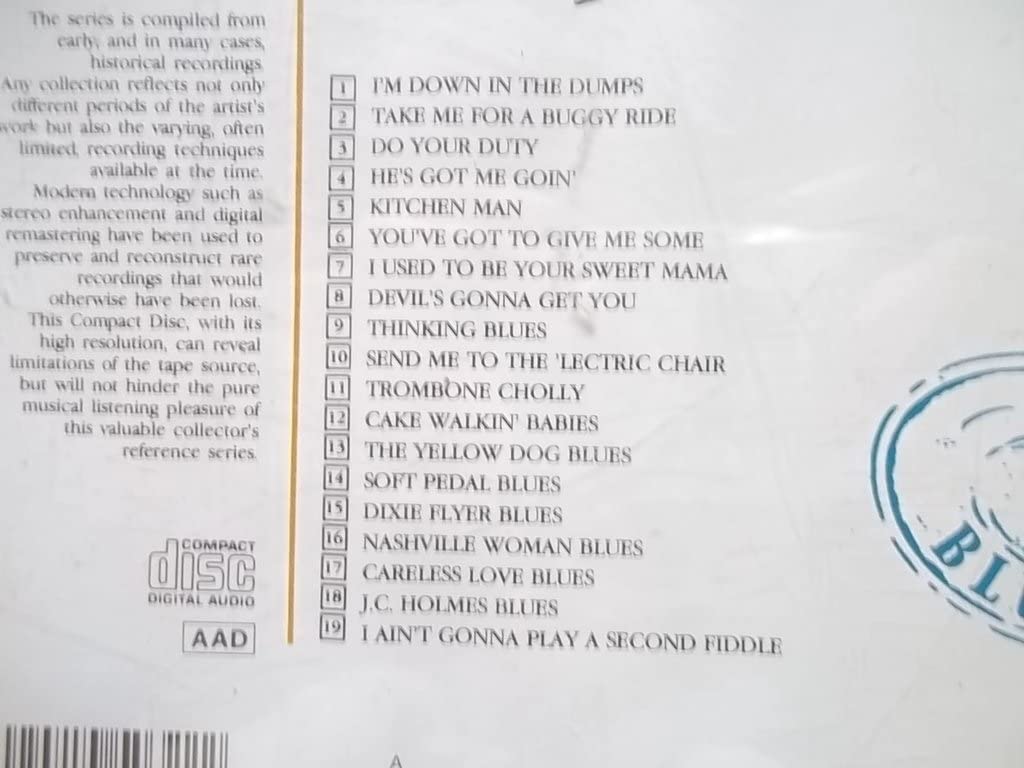 The series is compiled from
early, and in many cases,
historical recordings.
Any collection reflects not only
different periods of the artist's
work but also the varying, often
limited, recording techniques
available at the time.
Modern technology such as
stereo enhancement and digital
remastering have been used to
preserve and reconstruct rare
recordings that would
otherwise have been lost.
This Compact Disc, with its
high resolution, can reveal
limitations of the tape source,
but will not hinder the pure
musical listening pleasure of
this valuable collector's
reference series.
COMPACT
disc
DIGITAL AUDIO
AAD
1 I'M DOWN IN THE DUMPS
2 TAKE ME FOR A BUGGY RIDE
3 DO YOUR DUTY
4 HE'S GOT ME GOIN'
5 KITCHEN MAN
6 YOU'VE GOT TO GIVE ME SOME
7 I USED TO BE YOUR SWEET MAMA
8 DEVIL'S GONNA GET YOU
9 THINKING BLUES
10 SEND ME TO THE 'LECTRIC CHAIR
11 TROMBONE CHOLLY
12 CAKE WALKIN' BABIES
13 THE YELLOW DOG BLUES
14 SOFT PEDAL BLUES
15 DIXIE FLYER BLUES
16 NASHVILLE WOMAN BLUES
17 CARELESS LOVE BLUES
18 J.C. HOLMES BLUES
19 I AIN'T GONNA PLAY A SECOND FIDDLE
A